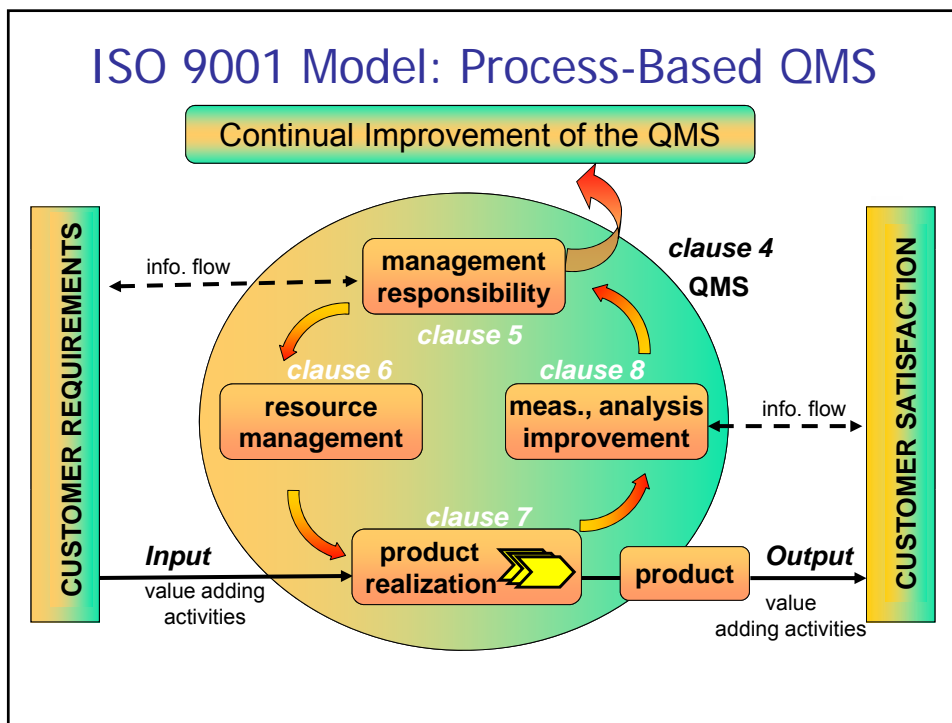 ISO 9001 Model: Process-Based QMS
Continual Improvement of the QMS
CUSTOMER REQUIREMENTS
info. flow
management
responsibility
clause 4
QMS
clause 5
clause 6
resource
management
clause 8
meas., analysis
improvement
info. flow
CUSTOMER SATISFACTION
clause 7
Input
value adding
activities
product
realization
product
Output
value
adding activities